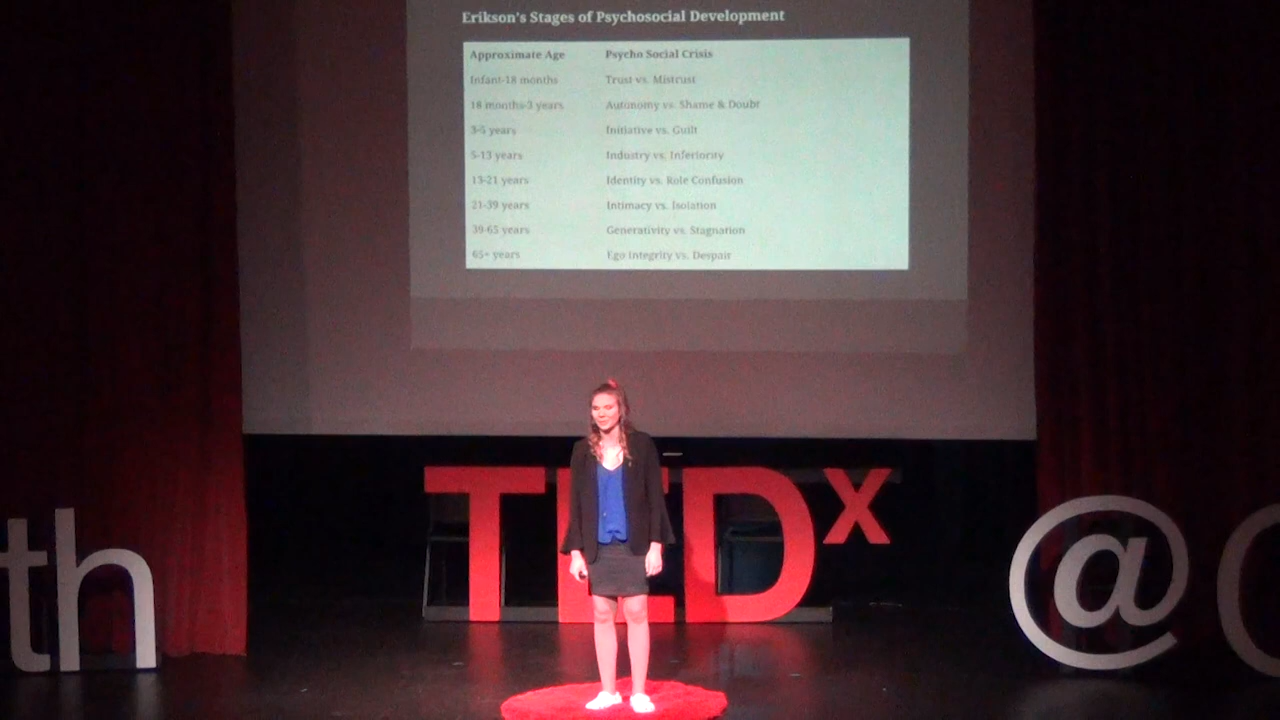 Erikson's Stages of Psychosocial Development
Approximate Age Psycho Social Crisis
Infant-18 months Trust vs. Mistrust
18 months-3 years Autonomy vs. Shame & Doubt
3-5 years Initiative vs. Guilt
5-13 years Industry vs. Inferiority
13-21 years Identity vs. Role Confusion
21-39 years Intimacy vs. Isolation
39-65 years Generativity vs. Stagnation
65+ years Ego Integrity vs. Despair
TEDx
th
@